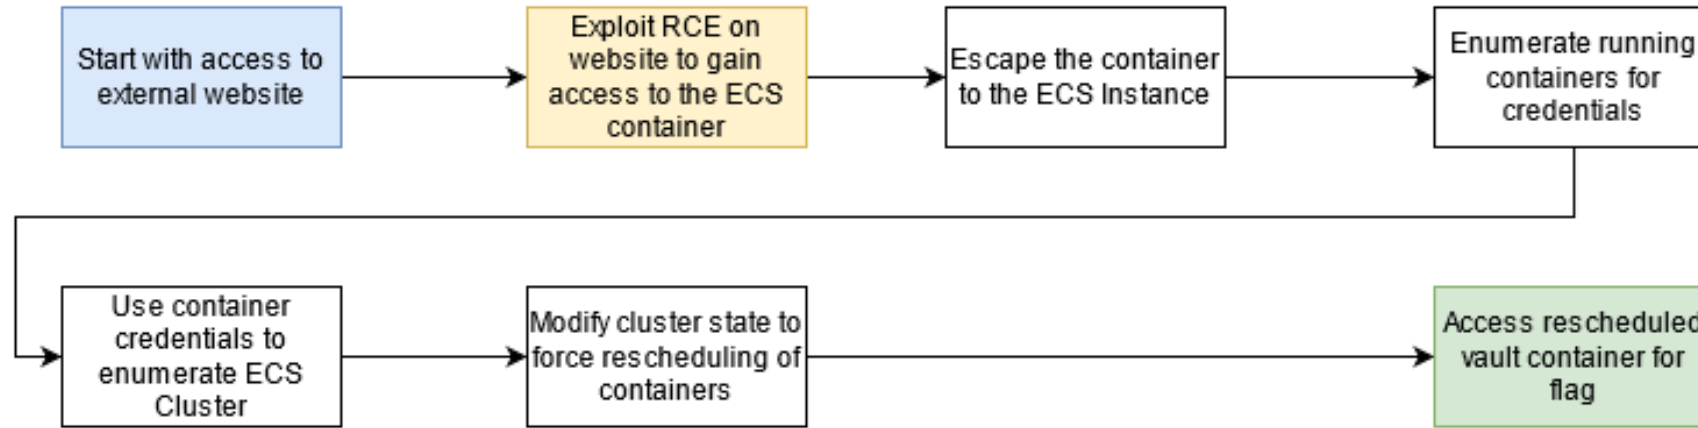 Start with access to
external website
Exploit RCE on
website to gain
access to the ECS
container
Escape the container
to the ECS Instance
Enumerate running
containers for
credentials
Use container
credentials to
enumerate ECS
Cluster
Modify cluster state to
force rescheduling of
containers
Access rescheduled
vault container for
flag